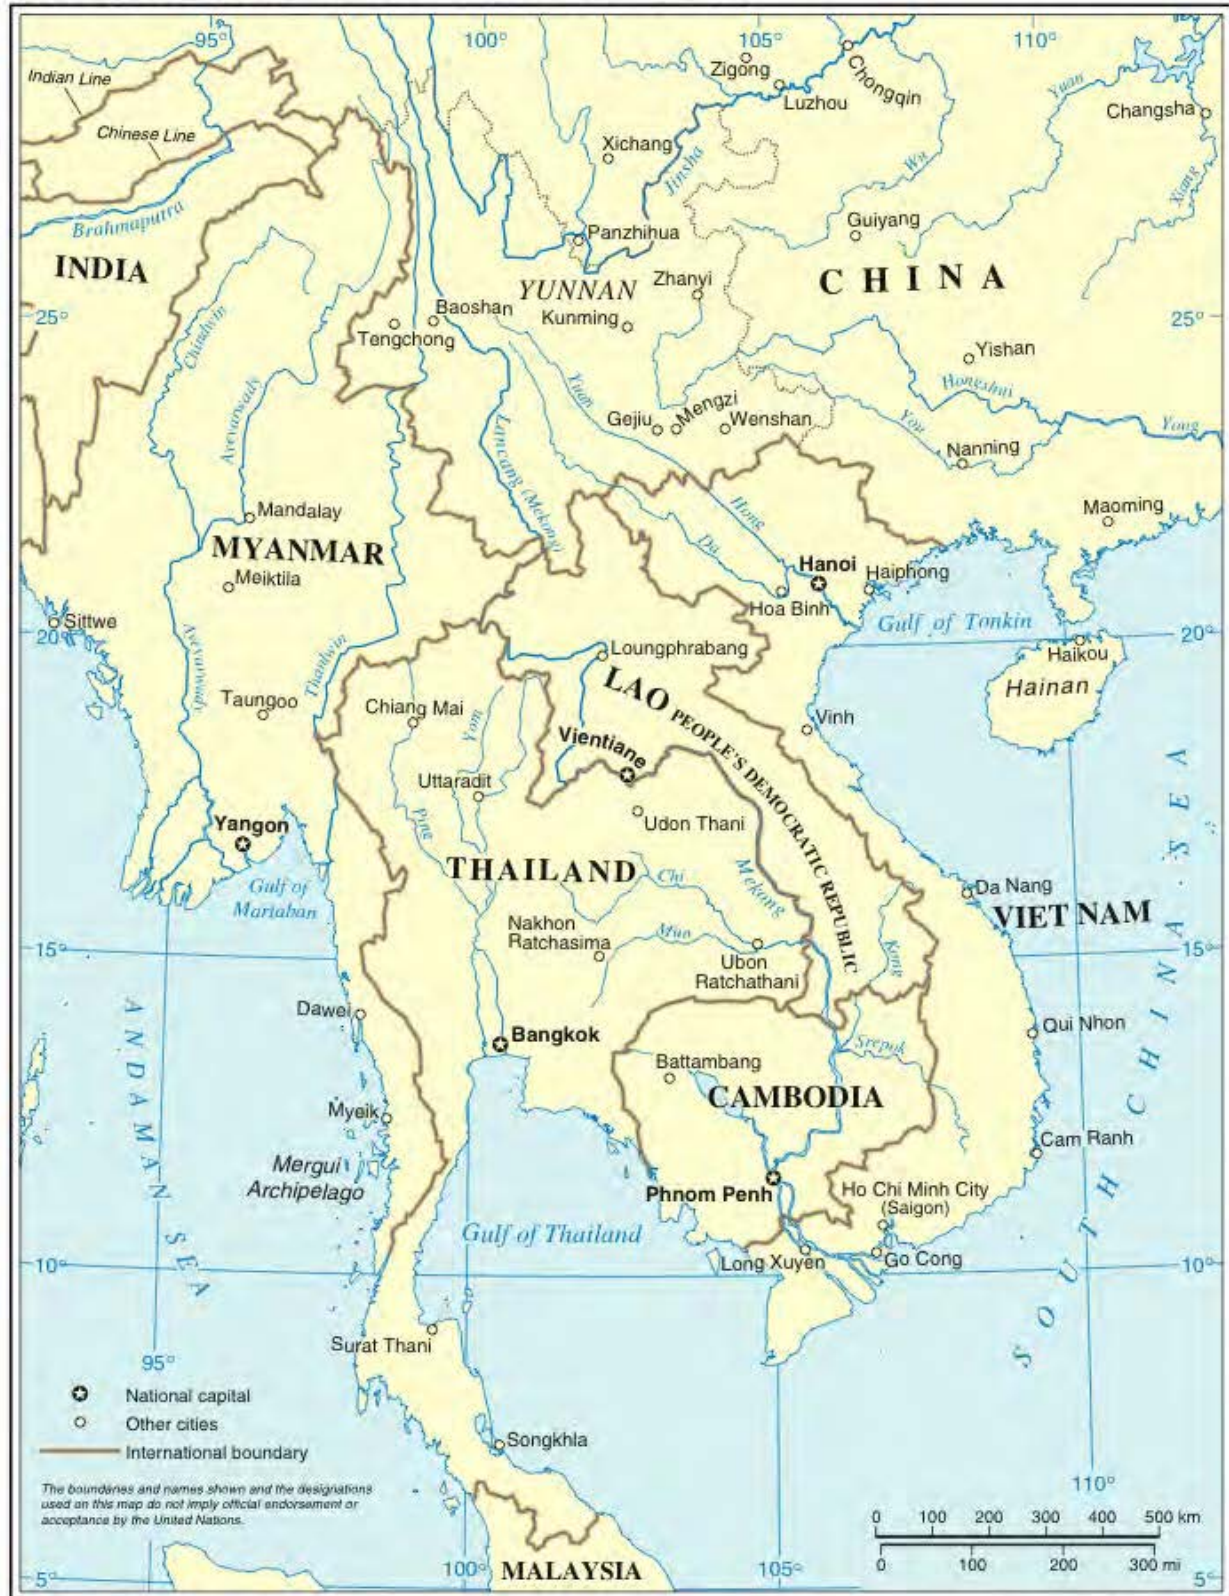 95°
100°
105°
110°
Indian Line
Chinese Line
Zigong
Chongqin
Luzhou
Yuan
Changsha
Xichang
Jinsha
Wu
Xiang
Brahmaputra
Guiyang
Panzhihua
INDIA
YUNNAN
Zhanyi
CHINA
25°
Baoshan
Kunming
25°
Tengchong
Chindwin
Yishan
Ayeyarwady
Yuan
Hongshui
Gejiu
Mengzi
Wenshan
You
Yong
Lancang (Mekong)
Nanning
Mandalay
Hong
Maoming
MYANMAR
Da
Meiktila
Hanoi
Haiphong
Hoa Binh
Sittwe
Gulf of Tonkin
20°
20°
Ayeyarwady
Thanlwin
Loungphrabang
Haikou
Hainan
LAO PEOPLE'S DEMOCRATIC REPUBLIC
Taungoo
Chiang Mai
Yom
Vinh
Vientiane
Uttaradit
Ping
Udon Thani
Yangon
THAILAND
Chi
Mekong
Gulf of
Martaban
Da Nang
VIET NAM
Nakhon
Ratchasima
Mun
Kong
15°
Ubon
Ratchathani
15°
Dawei
Qui Nhon
Bangkok
Srepok
Battambang
CAMBODIA
Myeik
Cam Ranh
Mergui
Archipelago
Phnom Penh
Ho Chi Minh City
(Saigon)
ANDAMAN SEA
Gulf of Thailand
SOUTH CHINA SEA
10°
Long Xuyen
Go Cong
10°
Surat Thani
95°
National capital
Other cities
Songkhla
International boundary
110°
The boundaries and names shown and the designations
used on this map do not imply official endorsement or
acceptance by the United Nations.
0 100 200 300 400 500 km
0 100 200 300 mi
5°
100°
MALAYSIA
105°
5°